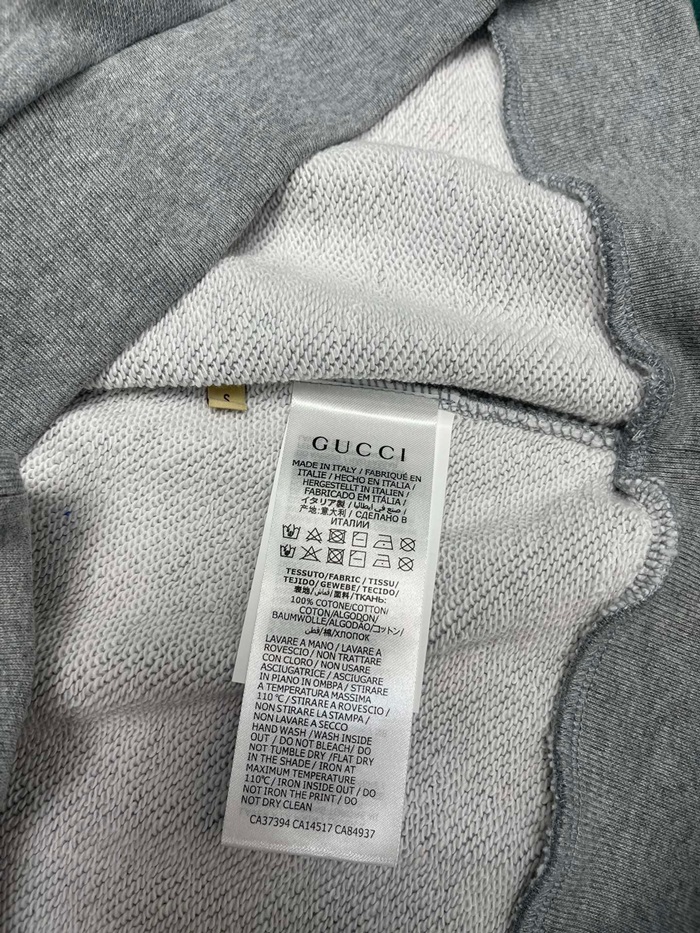 S
GUCCI
MADE IN ITALY / FABRIQUÉ EN
ITALIE / HECHO EN ITALIA /
HERGESTELLT IN ITALIEN /
FABRICADO EM ITÁLIA /
イタリア製 / صنع في إيطاليا /
产地:意大利 / СДЕЛАНО В
ИТАЛИИ
TESSUTO/FABRIC / TISSU/
TEJIDO/ GEWEBE/ TECIDO/
表地/قماش/面料/ТКАНЬ:
100% COTONE/COTTON/
COTON/ALGODON/
BAUMWOLLE/ALGODÃO/コットン/
قطن/棉/ХЛОПОК
LAVARE A MANO / LAVARE A
ROVESCIO / NON TRATTARE
CON CLORO / NON USARE
ASCIUGATRICE / ASCIUGARE
IN PIANO IN OMBPA / STIRARE
A TEMPERATURA MASSIMA
110 ℃ / STIRARE A ROVESCIO /
NON STIRARE LA STAMPA /
NON LAVARE A SECCO
HAND WASH /WASH INSIDE
OUT / DO NOT BLEACH/ DO
NOT TUMBLE DRY /FLAT DRY
IN THE SHADE / IRON AT
MAXIMUM TEMPERATURE
110℃ / IRON INSIDE OUT / DO
NOT IRON THE PRINT / DO
NOT DRY CLEAN
CA37394 CA14517 CA84937